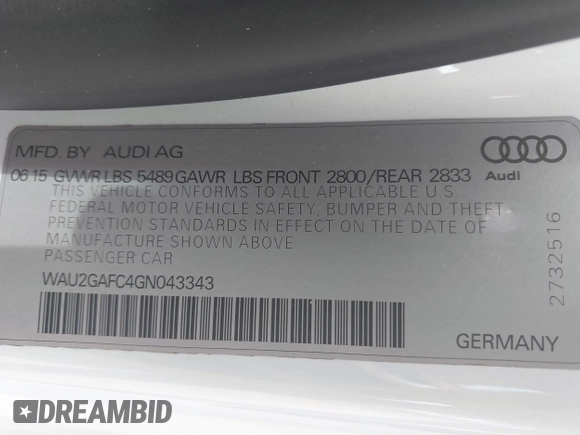 MFD. BY AUDI AG
06 15 GVWR LBS 5489 GAWR LBS FRONT 2800/REAR 2833
Audi
THIS VEHICLE CONFORMS TO ALL APPLICABLE U.S.
FEDERAL MOTOR VEHICLE SAFETY, BUMPER AND THEFT
PREVENTION STANDARDS IN EFFECT ON THE DATE OF
MANUFACTURE SHOWN ABOVE
PASSENGER CAR
WAU2GAFC4GN043343
2732516
GERMANY
DREAMBID